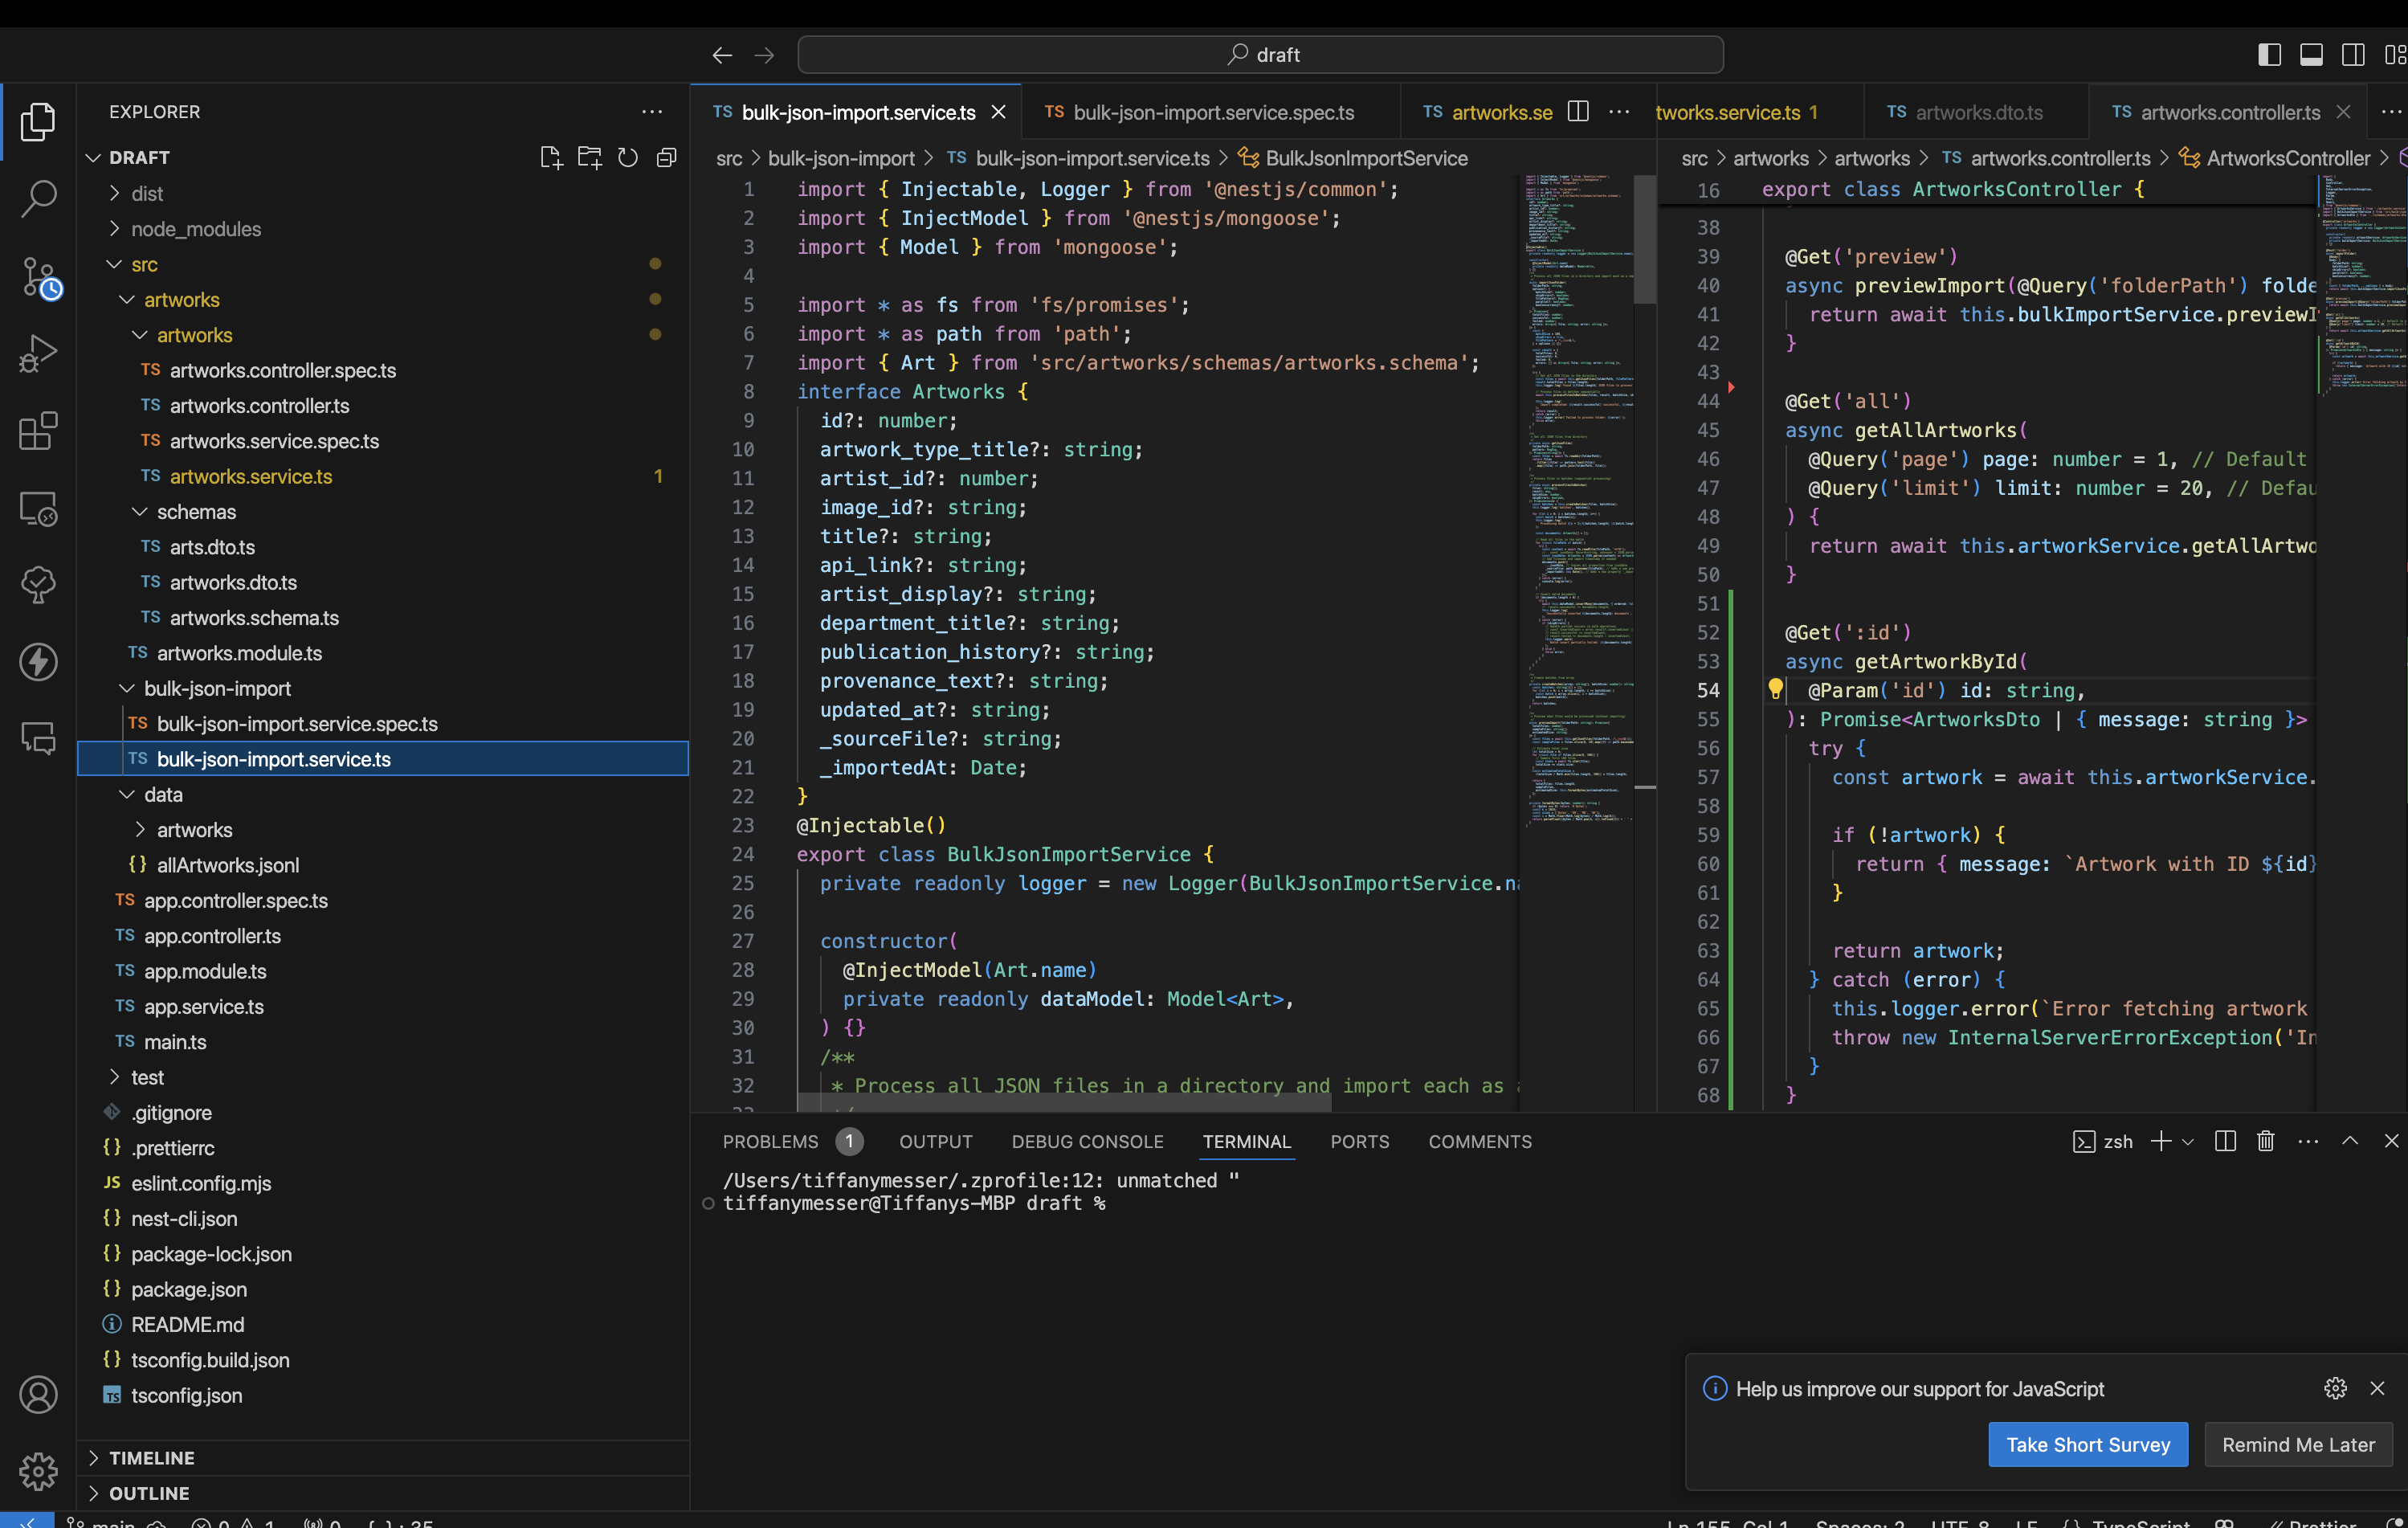 draft
EXPLORER
DRAFT
dist
node_modules
src
artworks
artworks
TS artworks.controller.spec.ts
TS artworks.controller.ts
TS artworks.service.spec.ts
TS artworks.service.ts 1
schemas
TS arts.dto.ts
TS artworks.dto.ts
TS artworks.schema.ts
TS artworks.module.ts
bulk-json-import
TS bulk-json-import.service.spec.ts
TS bulk-json-import.service.ts
data
artworks
{} allArtworks.jsonl
TS app.controller.spec.ts
TS app.controller.ts
TS app.module.ts
TS app.service.ts
TS main.ts
test
.gitignore
{} .prettierrc
JS eslint.config.mjs
{} nest-cli.json
{} package-lock.json
{} package.json
README.md
{} tsconfig.build.json
TS tsconfig.json
TIMELINE
OUTLINE
TS bulk-json-import.service.ts
TS bulk-json-import.service.spec.ts
TS artworks.se
src > bulk-json-import > TS bulk-json-import.service.ts > BulkJsonImportService
1 import { Injectable, Logger } from '@nestjs/common';
2 import { InjectModel } from '@nestjs/mongoose';
3 import { Model } from 'mongoose';
4
5 import * as fs from 'fs/promises';
6 import * as path from 'path';
7 import { Art } from 'src/artworks/schemas/artworks.schema';
8 interface Artworks {
9 id?: number;
10 artwork_type_title?: string;
11 artist_id?: number;
12 image_id?: string;
13 title?: string;
14 api_link?: string;
15 artist_display?: string;
16 department_title?: string;
17 publication_history?: string;
18 provenance_text?: string;
19 updated_at?: string;
20 _sourceFile?: string;
21 _importedAt: Date;
22 }
23 @Injectable()
24 export class BulkJsonImportService {
25 private readonly logger = new Logger(BulkJsonImportService.na
26
27 constructor(
28 @InjectModel(Art.name)
29 private readonly dataModel: Model<Art>,
30 ) {}
31 /**
32 * Process all JSON files in a directory and import each as a
tworks.service.ts 1
TS artworks.dto.ts
TS artworks.controller.ts
src > artworks > artworks > TS artworks.controller.ts > ArtworksController >
16 export class ArtworksController {
38
39 @Get('preview')
40 async previewImport(@Query('folderPath') folde
41 return await this.bulkImportService.previewI
42 }
43
44 @Get('all')
45 async getAllArtworks(
46 @Query('page') page: number = 1, // Default
47 @Query('limit') limit: number = 20, // Defau
48 ) {
49 return await this.artworkService.getAllArtwo
50 }
51
52 @Get(':id')
53 async getArtworkById(
54 @Param('id') id: string,
55 ): Promise<ArtworksDto | { message: string }>
56 try {
57 const artwork = await this.artworkService.
58
59 if (!artwork) {
60 return { message: `Artwork with ID ${id}
61 }
62
63 return artwork;
64 } catch (error) {
65 this.logger.error(`Error fetching artwork
66 throw new InternalServerErrorException('In
67 }
68 }
PROBLEMS 1 OUTPUT DEBUG CONSOLE TERMINAL PORTS COMMENTS
zsh
/Users/tiffanymesser/.zprofile:12: unmatched "
tiffanymesser@Tiffanys-MBP draft %
Help us improve our support for JavaScript
Take Short Survey
Remind Me Later
main 0 1 0 {..}: 35
Ln 155, Col 1 Spaces: 2 UTF-8 LF {} TypeScript Prettier